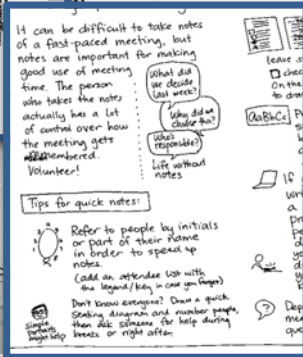 It can be difficult to take notes
of a fast-paced meeting, but
notes are important for making
good use of meeting
time. The person
who takes the notes
actually has a lot
of control over how
the meeting gets
remembered.
Volunteer!
What did
we decide
last week?
Why did we
choose this?
Who's
responsible?
Life without
notes
Tips for quick notes:
Refer to people by initials
or part of their name
in order to speed up
notes.
(add an attendee list with
the legend/key in case you forget)
simple
portraits
might help
Don't know everyone? Draw a quick
seating diagram and number people,
then ask someone for help during
breaks or right after.
leave s
chec
On the
to dra
AaBbCc
If
wri
a